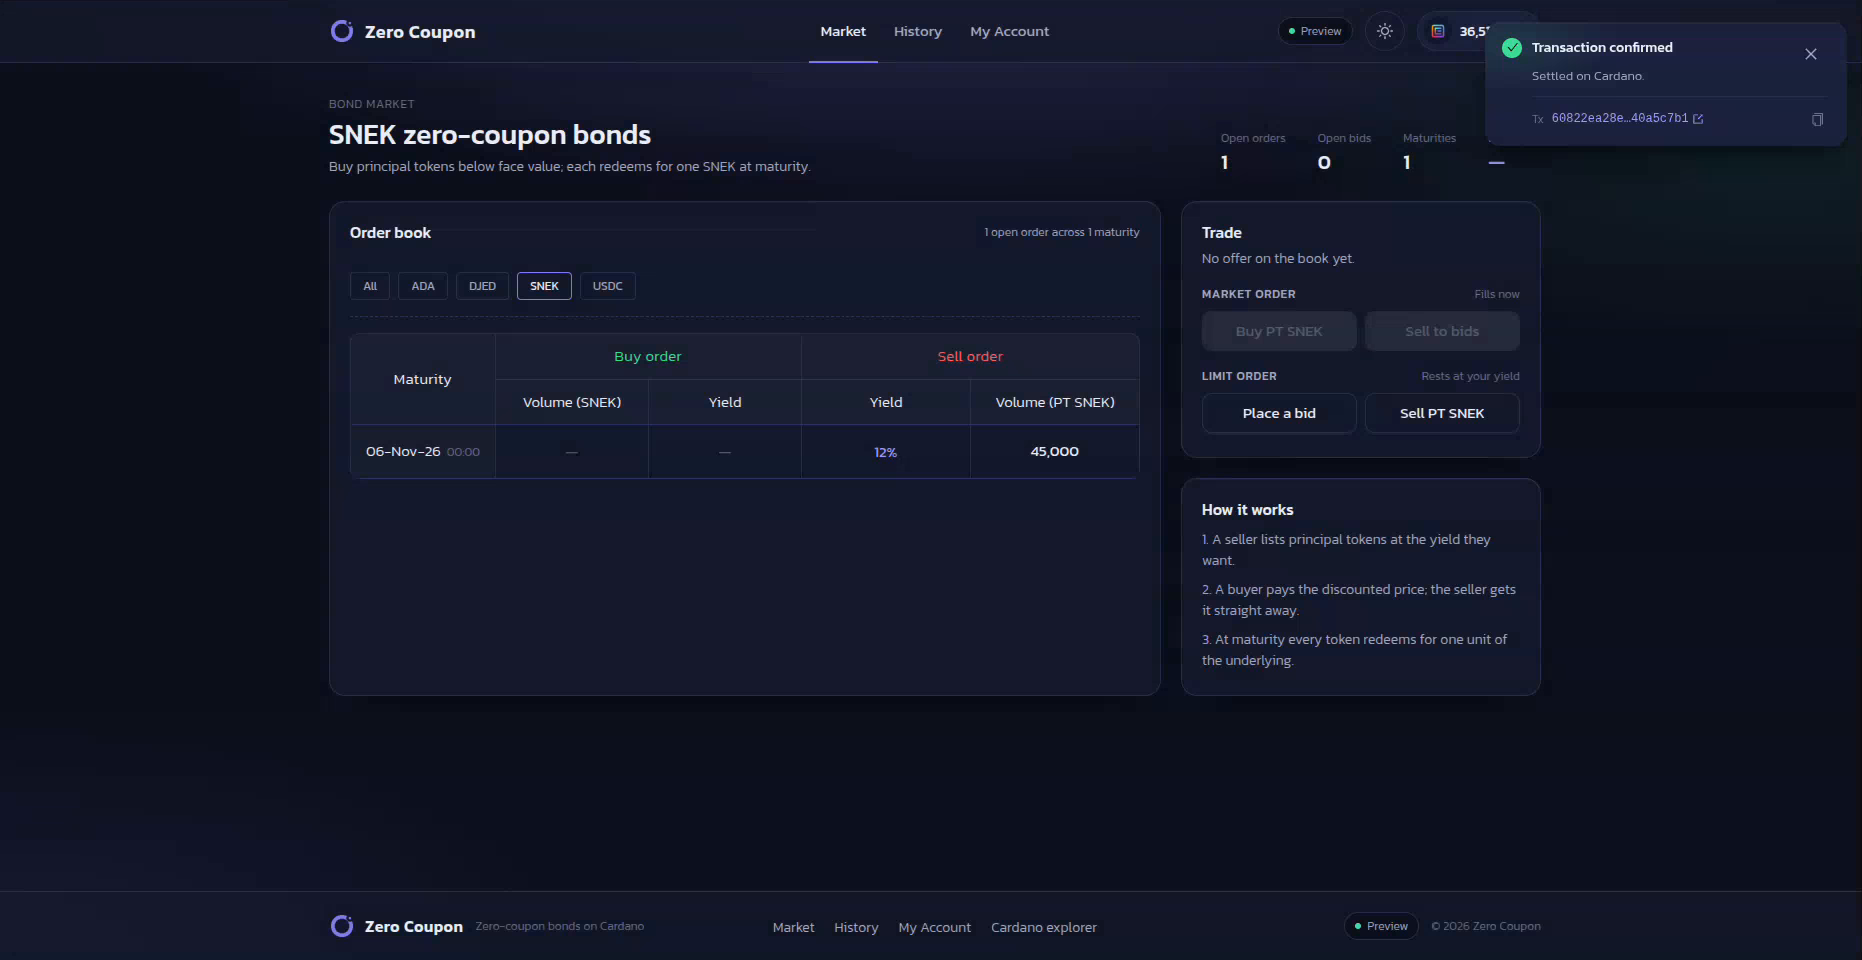 Zero Coupon
Market
History
My Account
Preview
Transaction confirmed
Settled on Cardano.
Tx 60822ea28e…40a5c7b1
BOND MARKET
SNEK zero-coupon bonds
Buy principal tokens below face value; each redeems for one SNEK at maturity.
Open orders
1
Open bids
0
Maturities
1
—
Order book
1 open order across 1 maturity
All
ADA
DJED
SNEK
USDC
Maturity
Buy order
Sell order
Volume (SNEK)
Yield
Yield
Volume (PT SNEK)
06-Nov-26 00:00
—
—
12%
45,000
Trade
No offer on the book yet.
MARKET ORDER
Fills now
Buy PT SNEK
Sell to bids
LIMIT ORDER
Rests at your yield
Place a bid
Sell PT SNEK
How it works
1. A seller lists principal tokens at the yield they
want.
2. A buyer pays the discounted price; the seller gets
it straight away.
3. At maturity every token redeems for one unit of
the underlying.
Zero Coupon
Zero-coupon bonds on Cardano
Market
History
My Account
Cardano explorer
Preview
© 2026 Zero Coupon